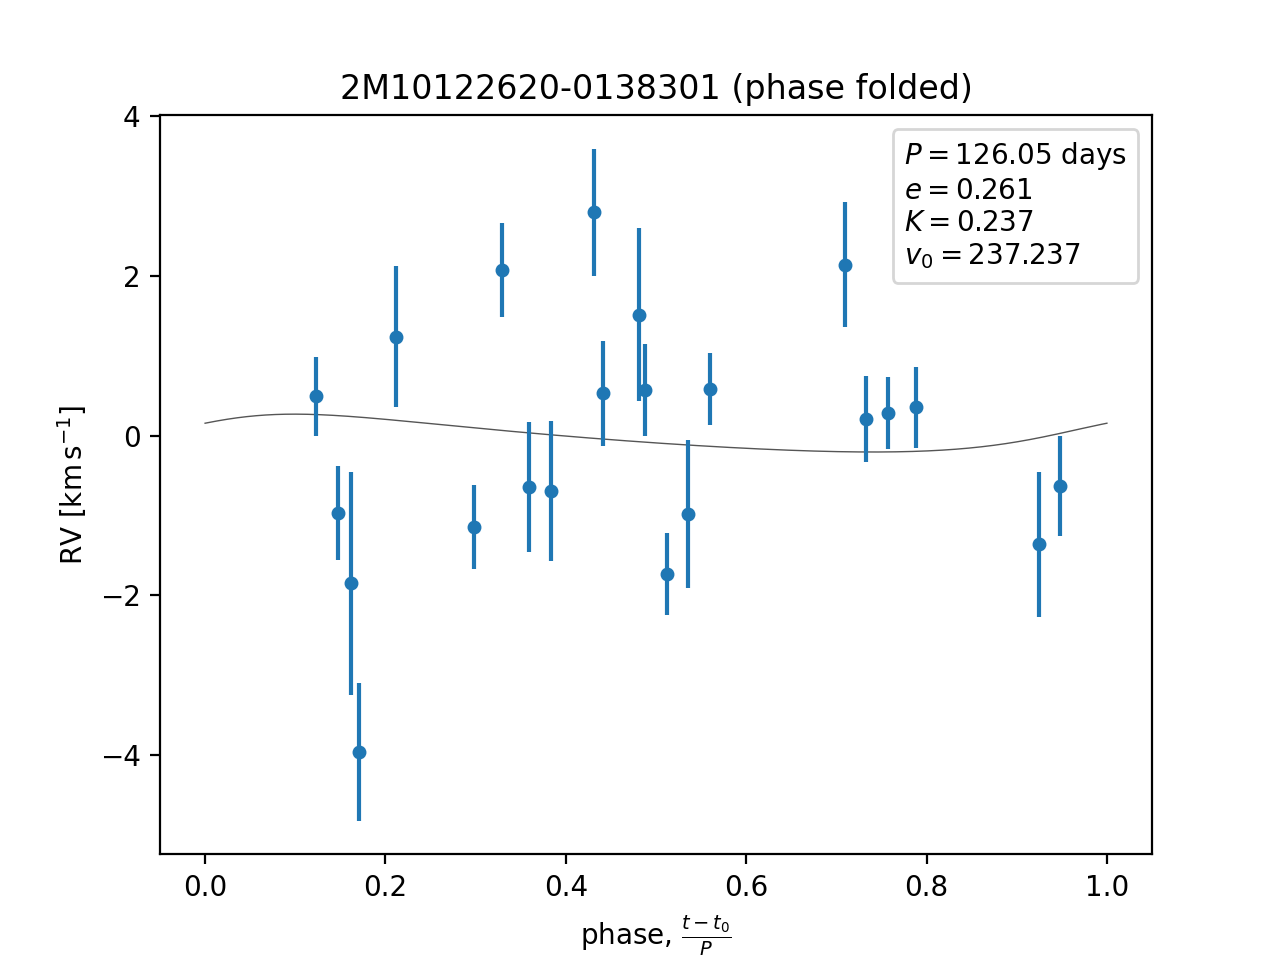 2M10122620-0138301 (phase folded)
P = 126.05 days
e = 0.261
K = 0.237
v₀ = 237.237
RV [km s⁻¹]
4
2
0
−2
−4
0.0 0.2 0.4 0.6 0.8 1.0
phase, (t − t₀)/P